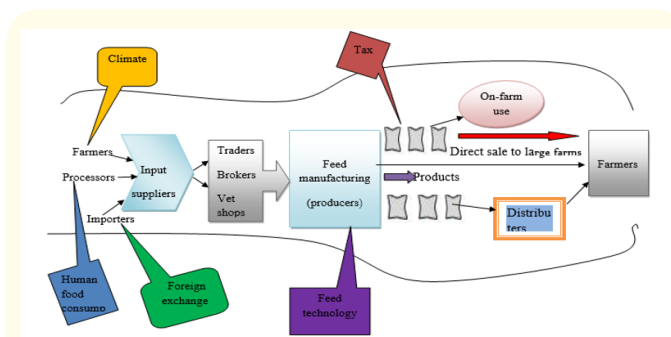 Climate
Tax
On-farm
use
Farmers
Processors
Importers
Input
suppliers
Traders
Brokers
Vet
shops
Feed
manufacturing
(producers)
Direct sale to large farms
Products
Distribu
ters
Farmers
Human
food
consump
Foreign
exchange
Feed
technology